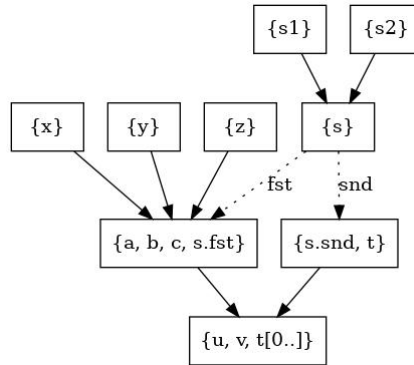 {s1} {s2}
{x} {y} {z} {s}
fst snd
{a, b, c, s.fst} {s.snd, t}
{u, v, t[0..]}